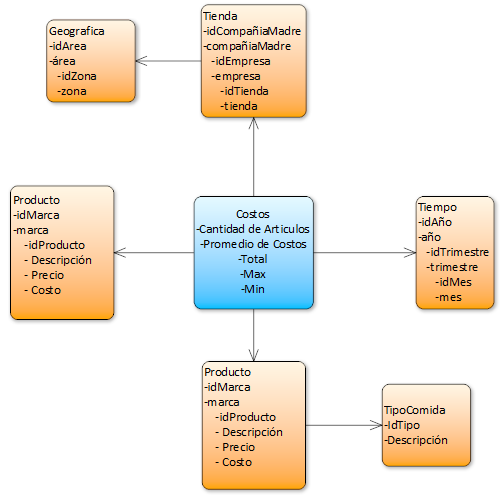 Geografica
-idArea
-área
-idZona
-zona
Tienda
-idCompañiaMadre
-compañiaMadre
-idEmpresa
-empresa
-idTienda
-tienda
Producto
-idMarca
-marca
-idProducto
- Descripción
- Precio
- Costo
Costos
-Cantidad de Articulos
-Promedio de Costos
-Total
-Max
-Min
Tiempo
-idAño
-año
-idTrimestre
-trimestre
-idMes
-mes
Producto
-idMarca
-marca
-idProducto
- Descripción
- Precio
- Costo
TipoComida
-IdTipo
-Descripción